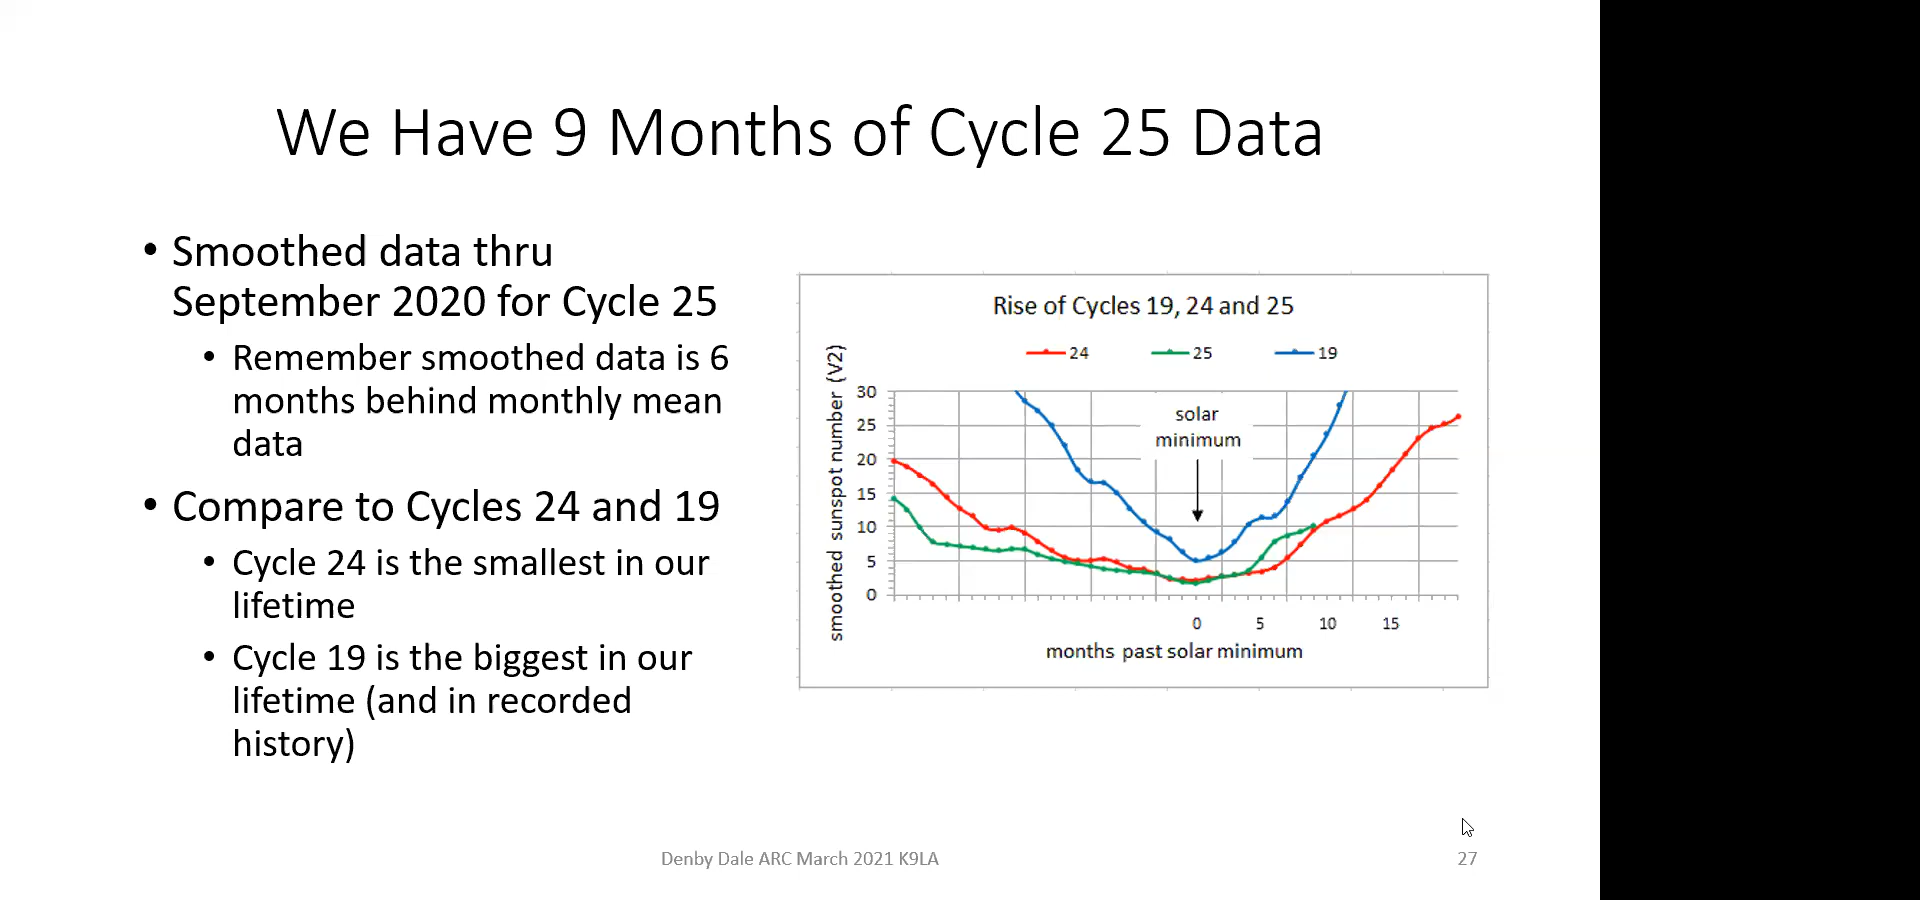 We Have 9 Months of Cycle 25 Data
• Smoothed data thru
September 2020 for Cycle 25
• Remember smoothed data is 6
months behind monthly mean
data
• Compare to Cycles 24 and 19
• Cycle 24 is the smallest in our
lifetime
• Cycle 19 is the biggest in our
lifetime (and in recorded
history)
Rise of Cycles 19, 24 and 25
24 25 19
smoothed sunspot number (V2)
30
25
20
15
10
5
0
solar
minimum
0 5 10 15
months past solar minimum
Denby Dale ARC March 2021 K9LA
27